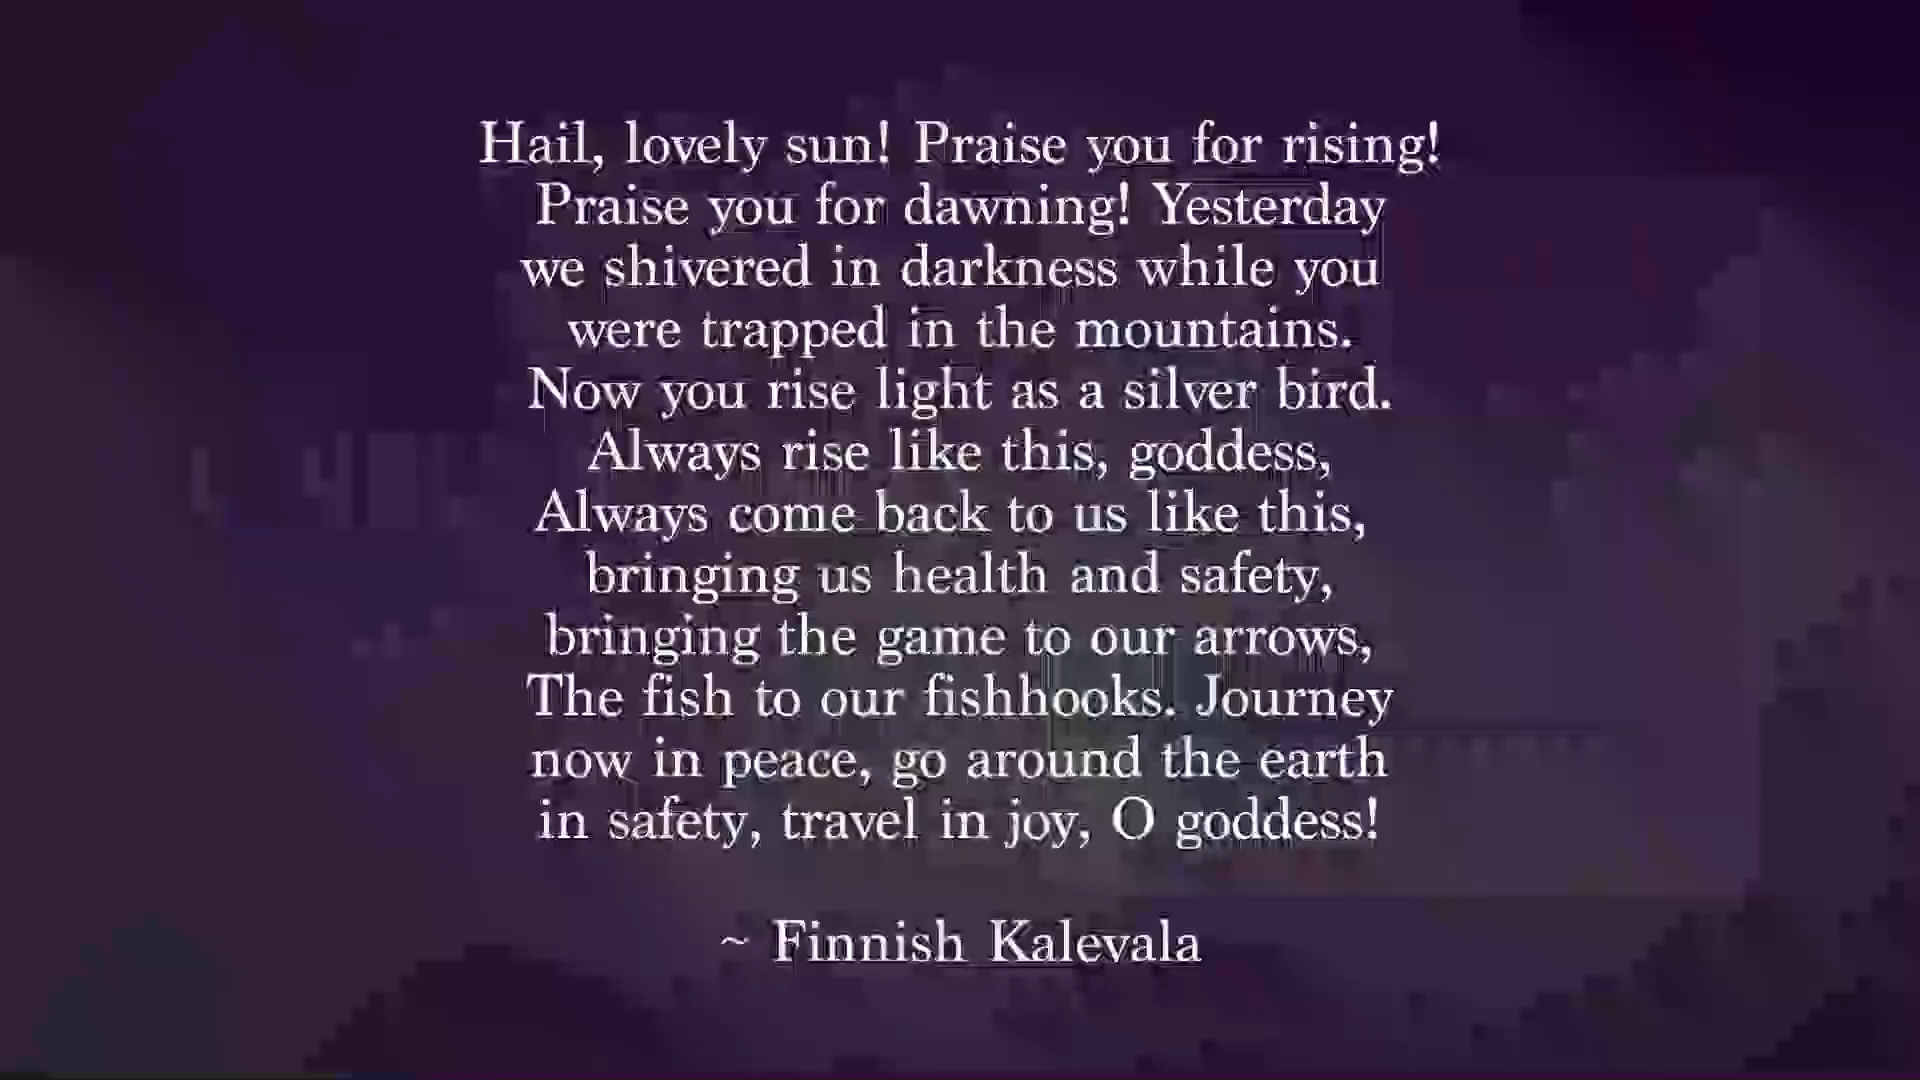 Hail, lovely sun! Praise you for rising!
Praise you for dawning! Yesterday
we shivered in darkness while you
were trapped in the mountains.
Now you rise light as a silver bird.
Always rise like this, goddess,
Always come back to us like this,
bringing us health and safety,
bringing the game to our arrows,
The fish to our fishhooks. Journey
now in peace, go around the earth
in safety, travel in joy, O goddess!
~ Finnish Kalevala